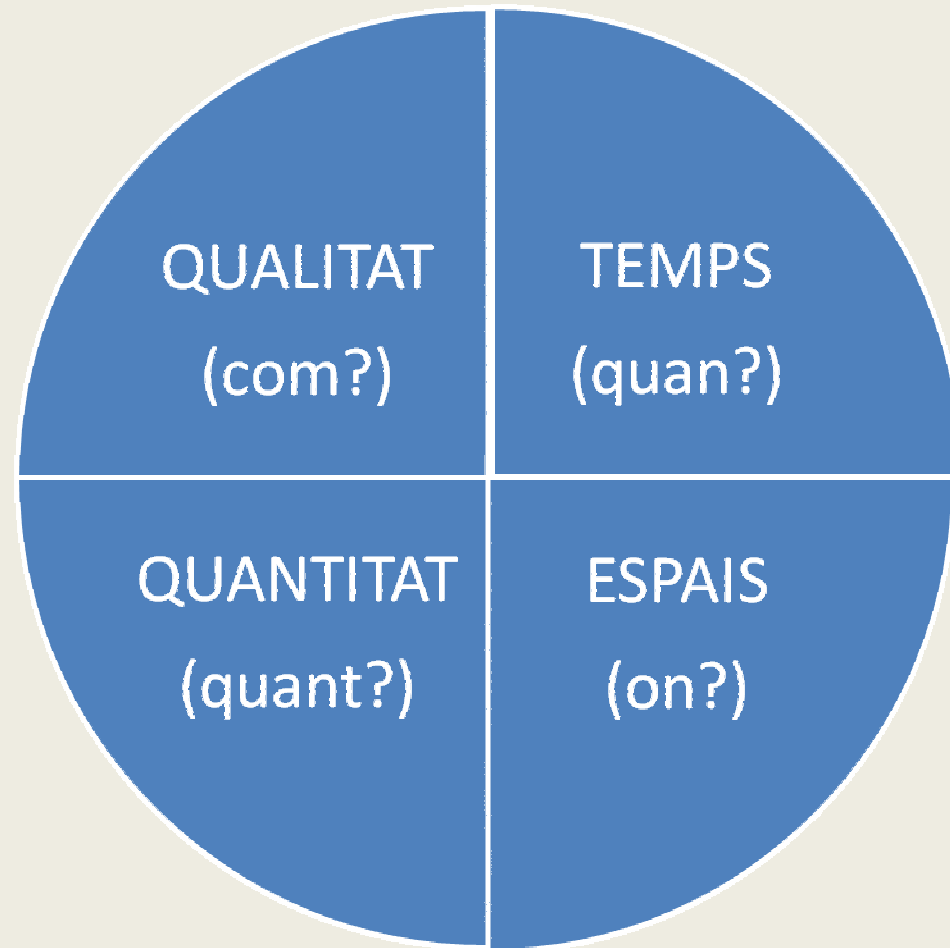 QUALITAT
(com?)
TEMPS
(quan?)
QUANTITAT
(quant?)
ESPAIS
(on?)